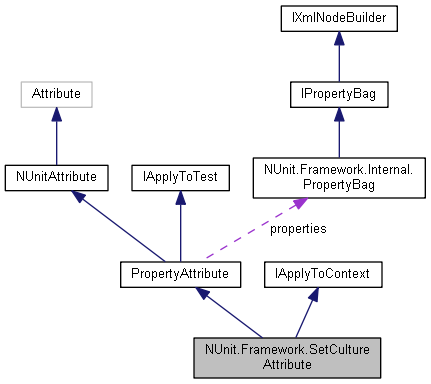 IXmlNodeBuilder
Attribute
IPropertyBag
NUnitAttribute
IApplyToTest
NUnit.Framework.Internal.
PropertyBag
properties
PropertyAttribute
IApplyToContext
NUnit.Framework.SetCulture
Attribute